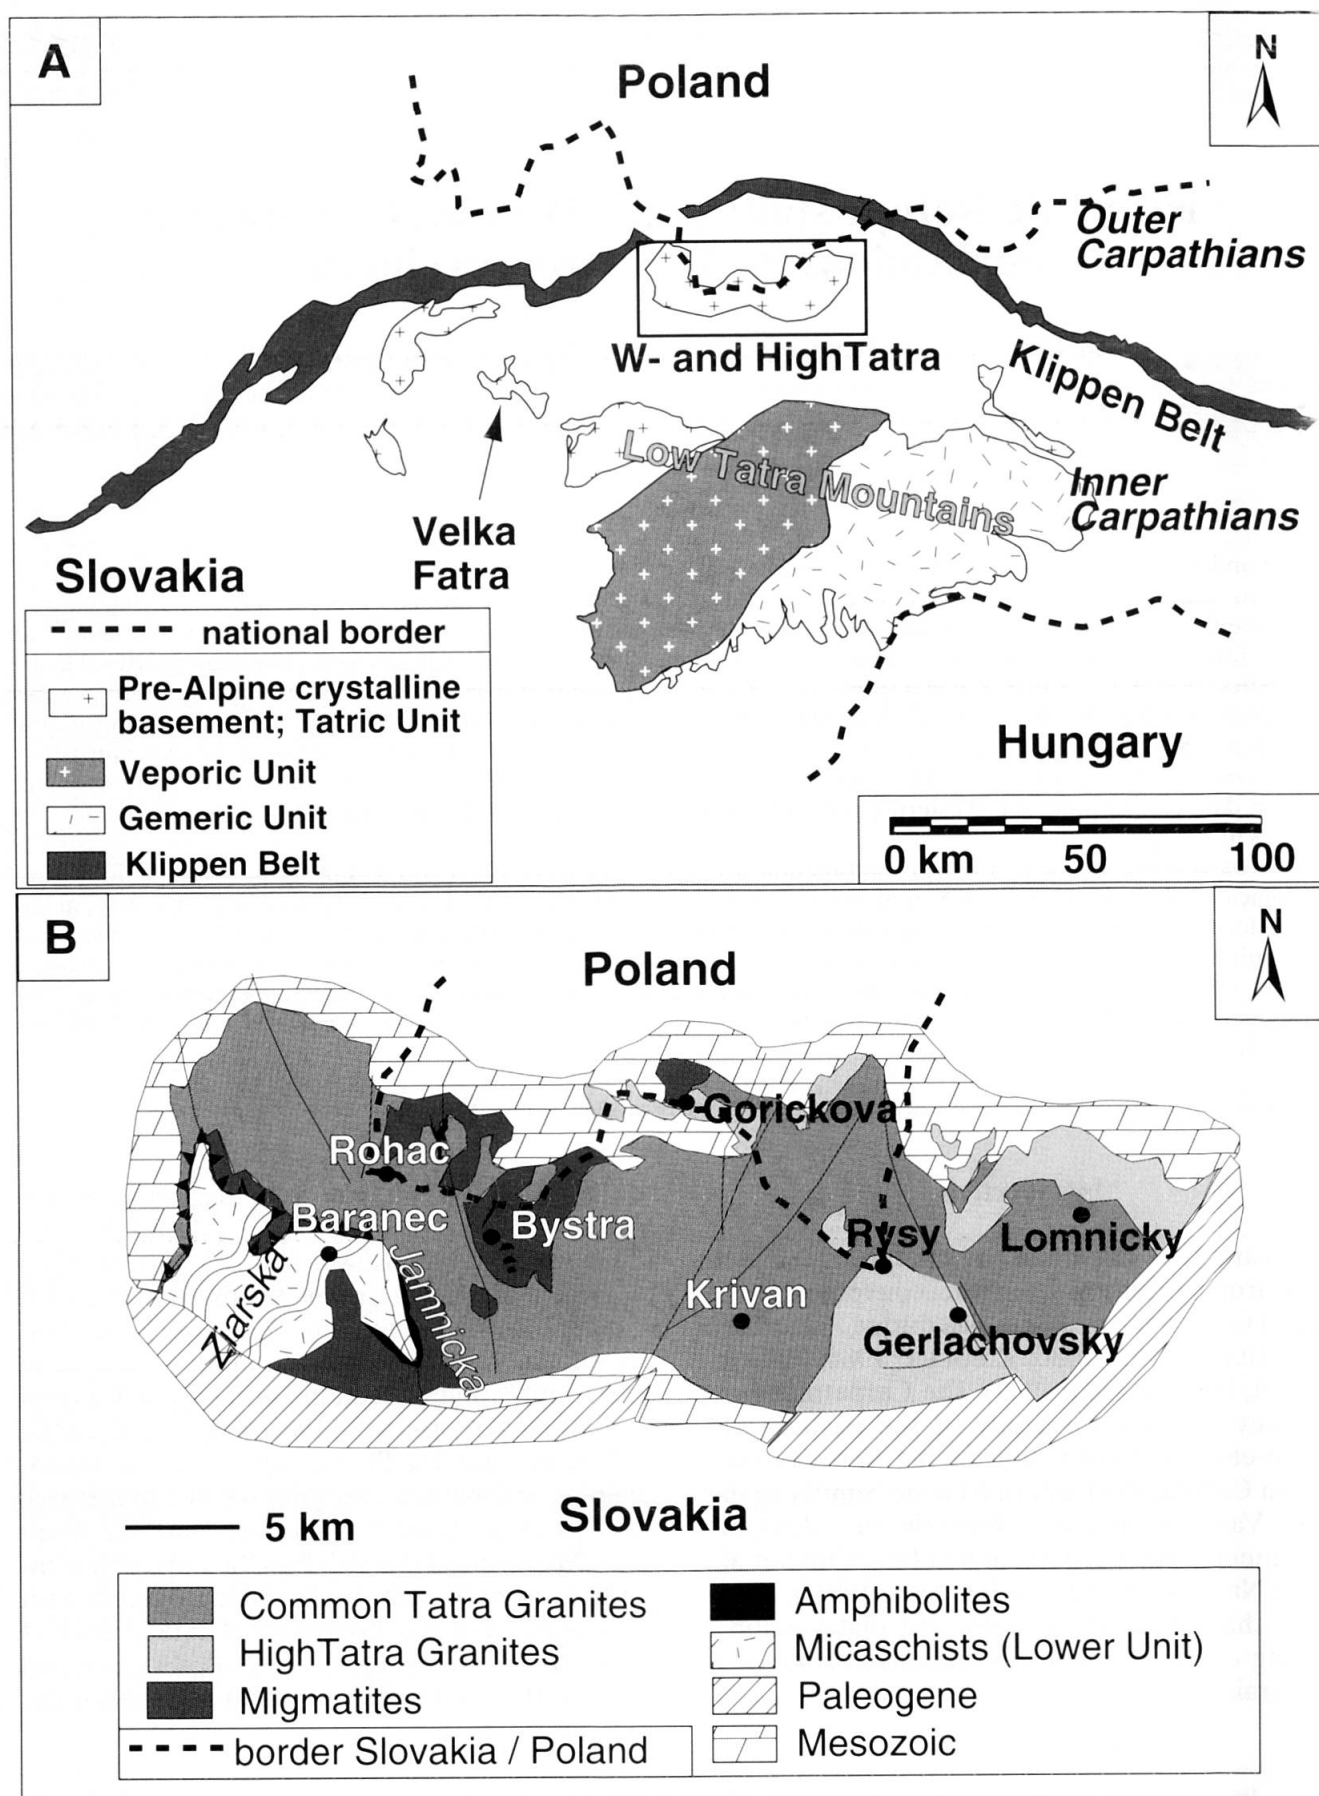 A
N
Poland
Outer
Carpathians
W- and HighTatra
Klippen Belt
Low Tatra Mountains
Inner
Carpathians
Velka
Fatra
Slovakia
national border
Pre-Alpine crystalline
basement; Tatric Unit
Veporic Unit
Gemeric Unit
Klippen Belt
Hungary
0 km 50 100
B
N
Poland
Gorickova
Rohac
Baranec
Bystra
Rysy
Lomnicky
Ziarska
Jamnicka
Krivan
Gerlachovsky
5 km
Slovakia
Common Tatra Granites
HighTatra Granites
Migmatites
border Slovakia / Poland
Amphibolites
Micaschists (Lower Unit)
Paleogene
Mesozoic